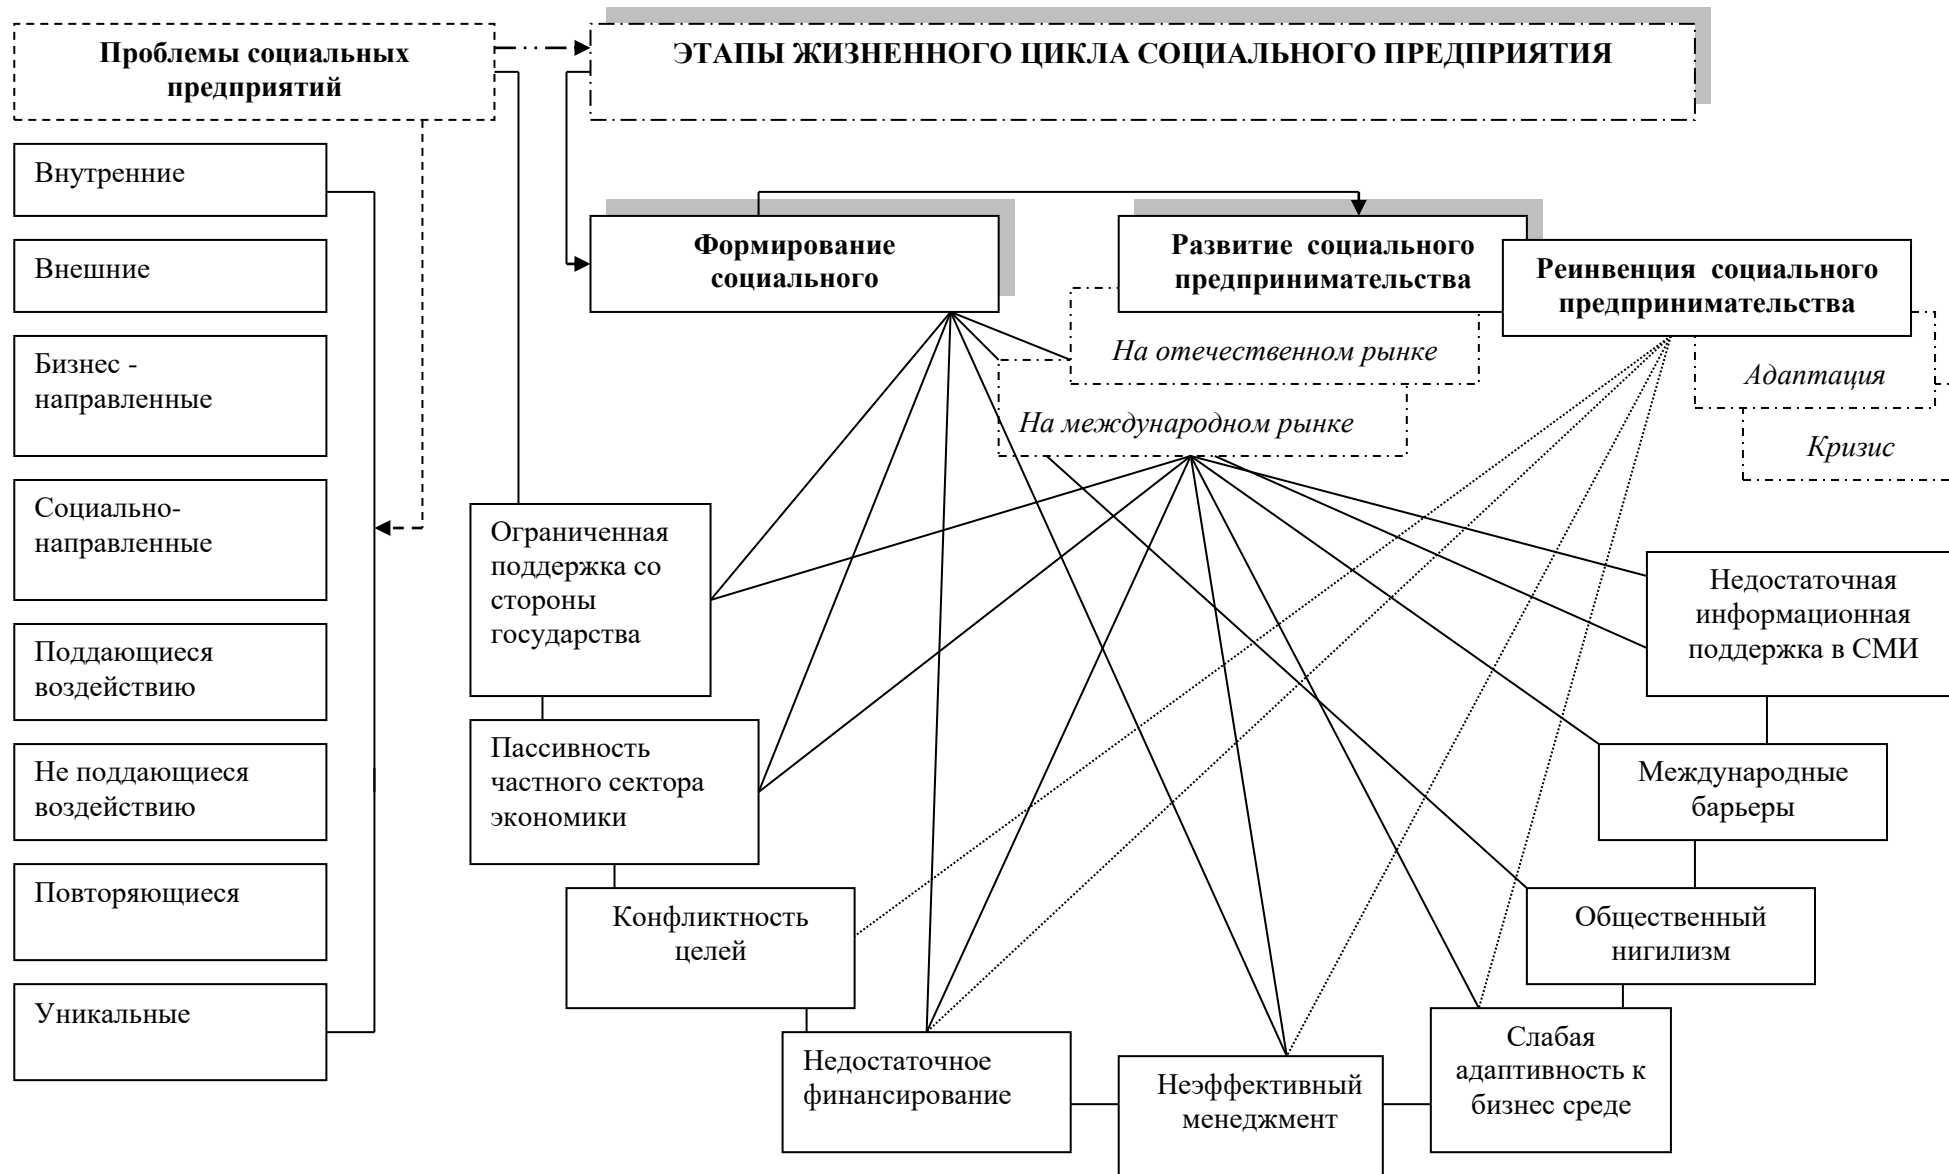 Проблемы социальных
предприятий
ЭТАПЫ ЖИЗНЕННОГО ЦИКЛА СОЦИАЛЬНОГО ПРЕДПРИЯТИЯ
Внутренние
Внешние
Бизнес -
направленные
Социально-
направленные
Поддающиеся
воздействию
Не поддающиеся
воздействию
Повторяющиеся
Уникальные
Формирование
социального
Развитие социального
предпринимательства
Реинвенция социального
предпринимательства
На отечественном рынке
На международном рынке
Адаптация
Кризис
Ограниченная
поддержка со
стороны
государства
Пассивность
частного сектора
экономики
Конфликтность
целей
Недостаточное
финансирование
Неэффективный
менеджмент
Слабая
адаптивность к
бизнес среде
Общественный
нигилизм
Международные
барьеры
Недостаточная
информационная
поддержка в СМИ